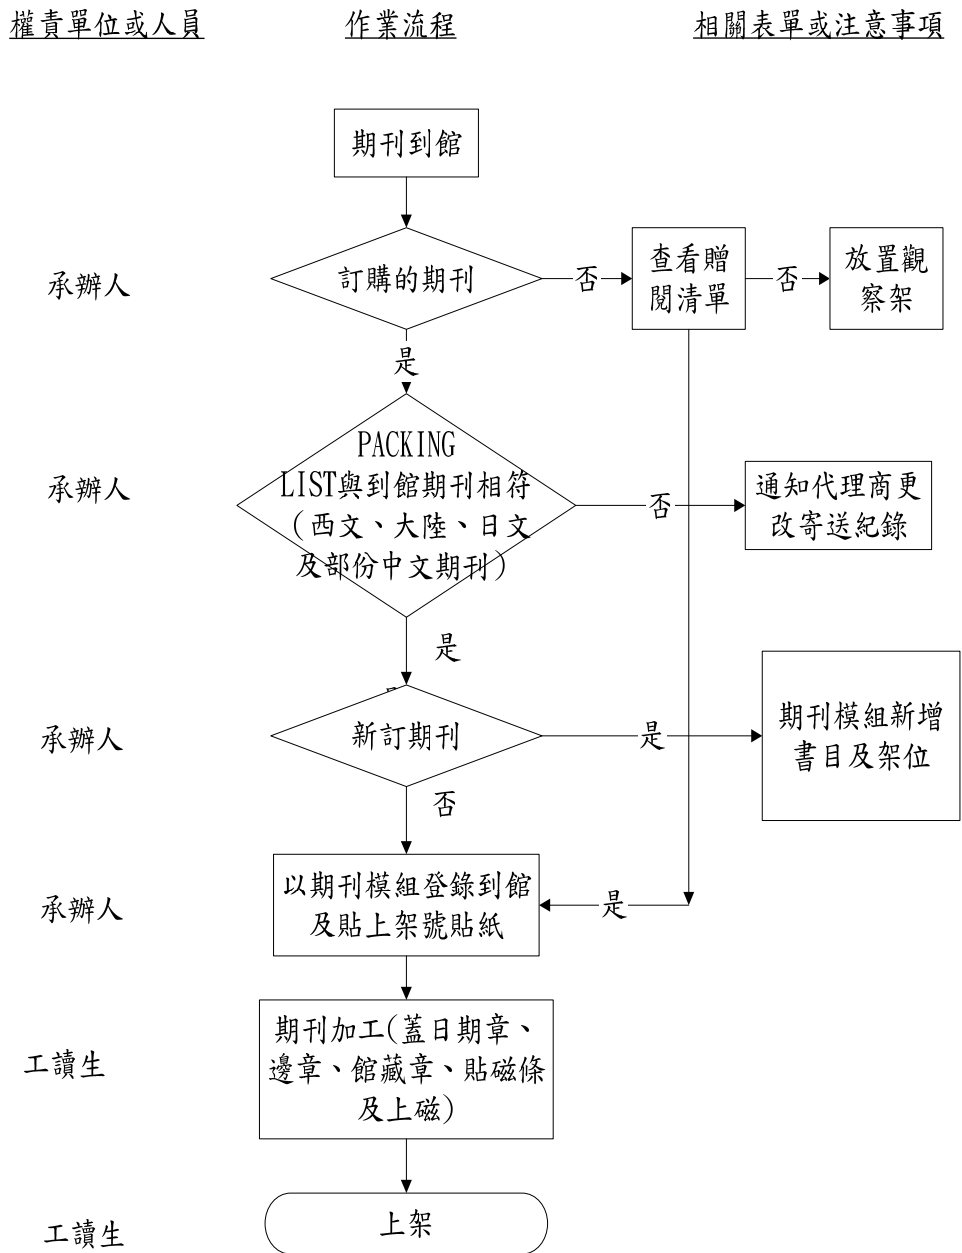 權責單位或人員
作業流程
相關表單或注意事項
期刊到館
承辦人
訂購的期刊
否
查看贈
閱清單
否
放置觀
察架
是
承辦人
PACKING
LIST與到館期刊相符
(西文、大陸、日文
及部份中文期刊)
否
通知代理商更
改寄送紀錄
是
承辦人
新訂期刊
是
期刊模組新增
書目及架位
否
承辦人
以期刊模組登錄到館
及貼上架號貼紙
是
工讀生
期刊加工(蓋日期章、
邊章、館藏章、貼磁條
及上磁)
工讀生
上架